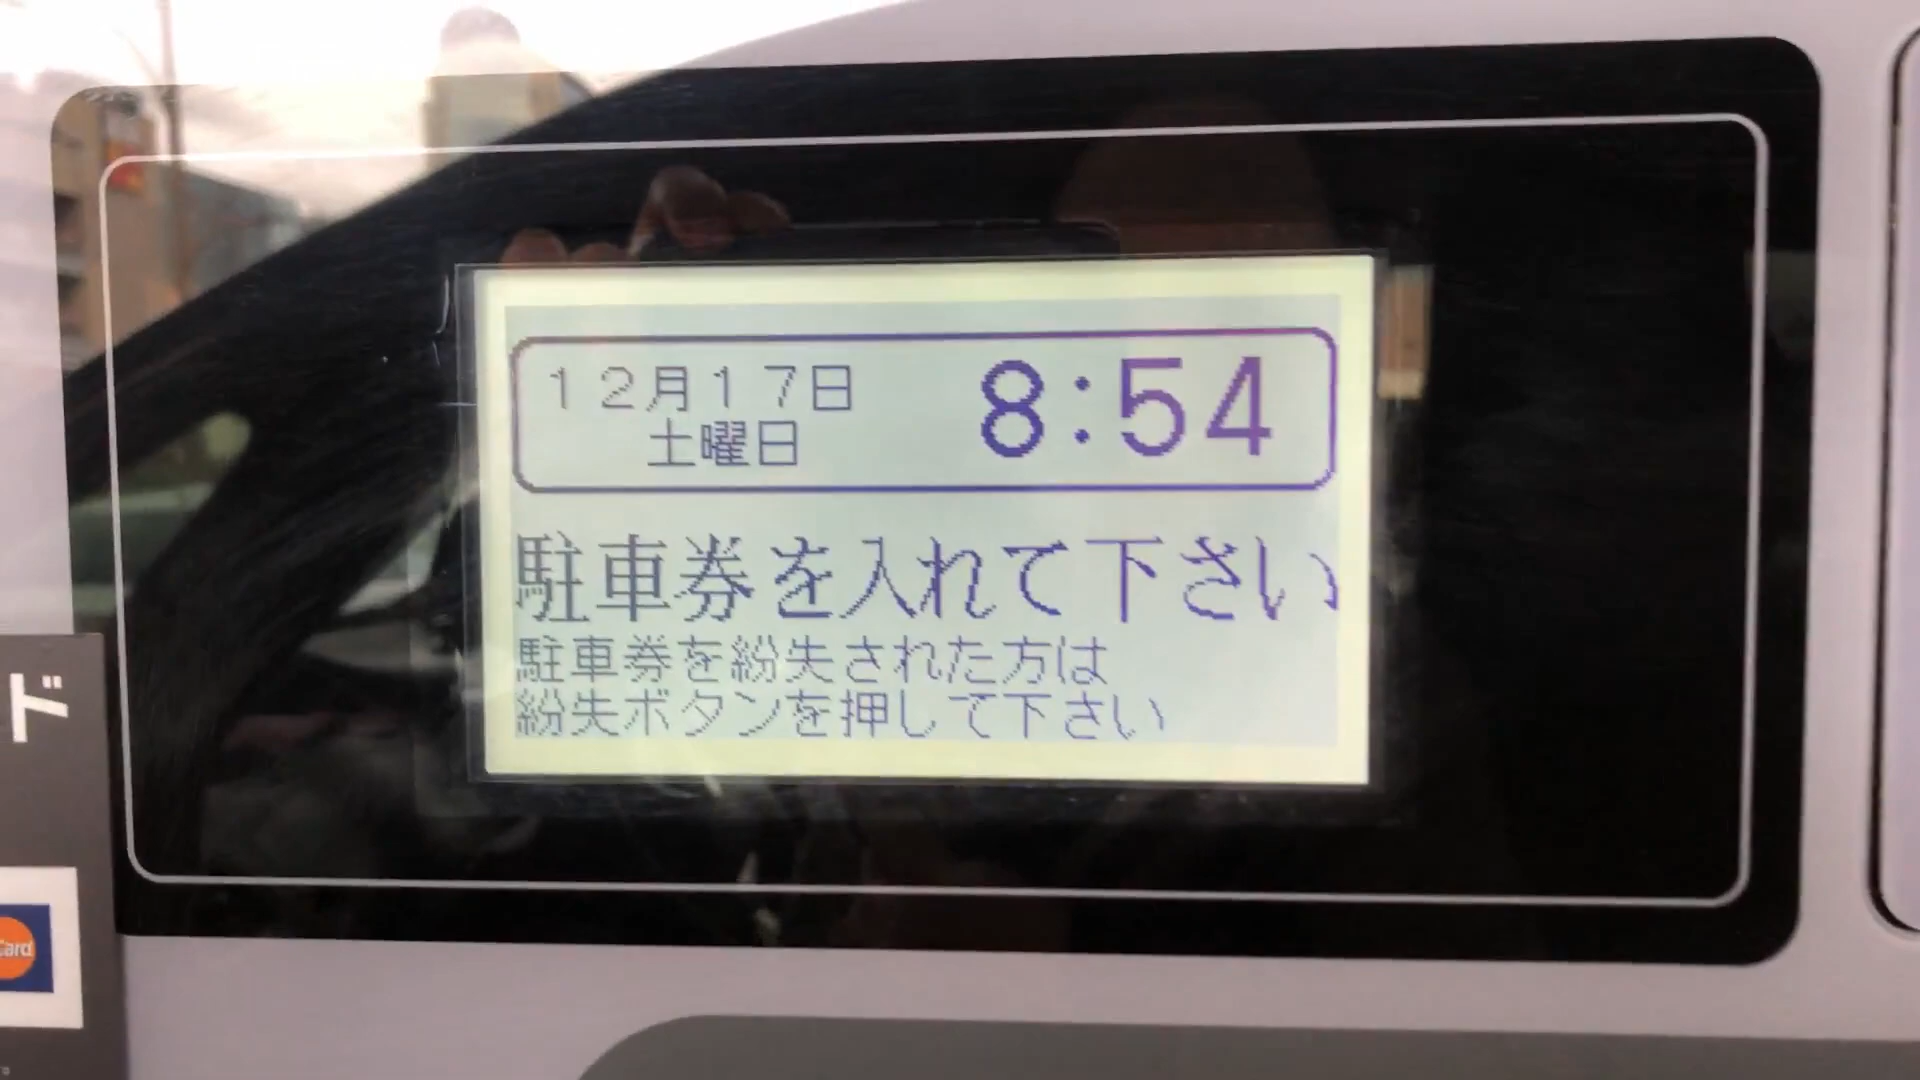 12月17日
土曜日
8:54
駐車券を入れて下さい
駐車券を紛失された方は
紛失ボタンを押して下さい
ド
Card